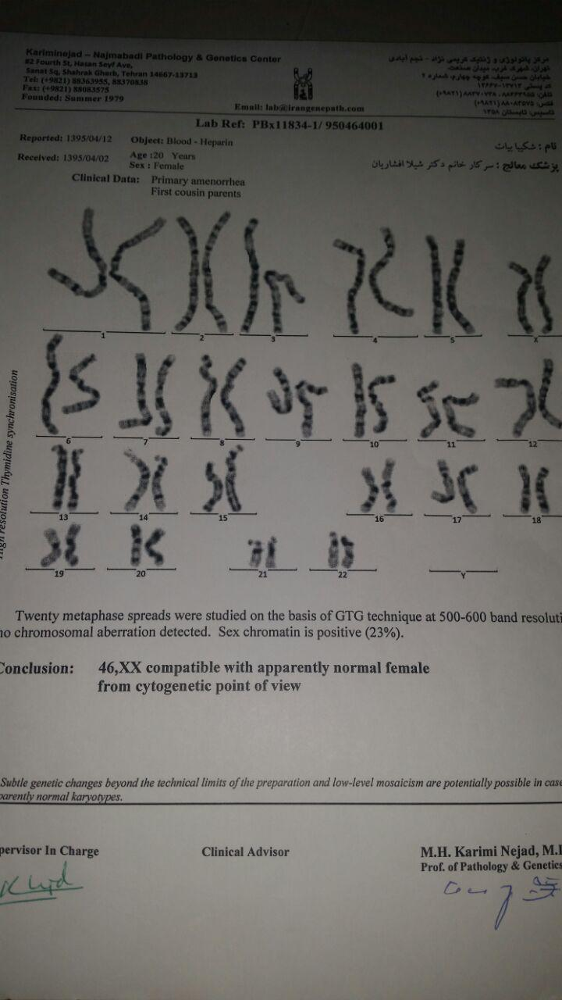 Kariminejad – Najmabadi Pathology & Genetics Center
#2 Fourth St, Hasan Seyf Ave,
Sanat Sq, Shahrak Gharb, Tehran 14667-13713
Tel: (+9821) 88363955, 88370838
Fax: (+9821) 88083575
Founded: Summer 1979
مرکز پاتولوژی و ژنتیک کریمی نژاد - نجم آبادی
تهران، شهرک غرب، میدان صنعت،
خیابان حسن سیف، کوچه چهارم، شماره ۲
کد پستی ۱۳۷۱۳-۱۴۶۶۷
تلفن: ۸۸۳۶۳۹۵۵ ، ۸۸۳۷۰۸۳۸ (۰۹۸۲۱)
فکس: ۸۸۰۸۳۵۷۵ (۰۹۸۲۱)
تاسیس: تابستان ۱۳۵۸
Email: lab@irangenepath.com
Lab Ref: PBx11834-1/ 950464001
Reported: 1395/04/12 Object: Blood - Heparin
نام : شکیبا بیات
Received: 1395/04/02 Age :20 Years
Sex : Female
پزشک معالج : سرکار خانم دکتر شیلا افشاریان
Clinical Data: Primary amenorrhea
First cousin parents
1 2 3 4 5 X
6 7 8 9 10 11 12
13 14 15 16 17 18
19 20 21 22 Y
resolution Thymidine synchronisation
Twenty metaphase spreads were studied on the basis of GTG technique at 500-600 band resoluti
no chromosomal aberration detected. Sex chromatin is positive (23%).
Conclusion: 46,XX compatible with apparently normal female
from cytogenetic point of view
Subtle genetic changes beyond the technical limits of the preparation and low-level mosaicism are potentially possible in case
parently normal karyotypes.
pervisor In Charge Clinical Advisor M.H. Karimi Nejad, M.
Prof. of Pathology & Genetics